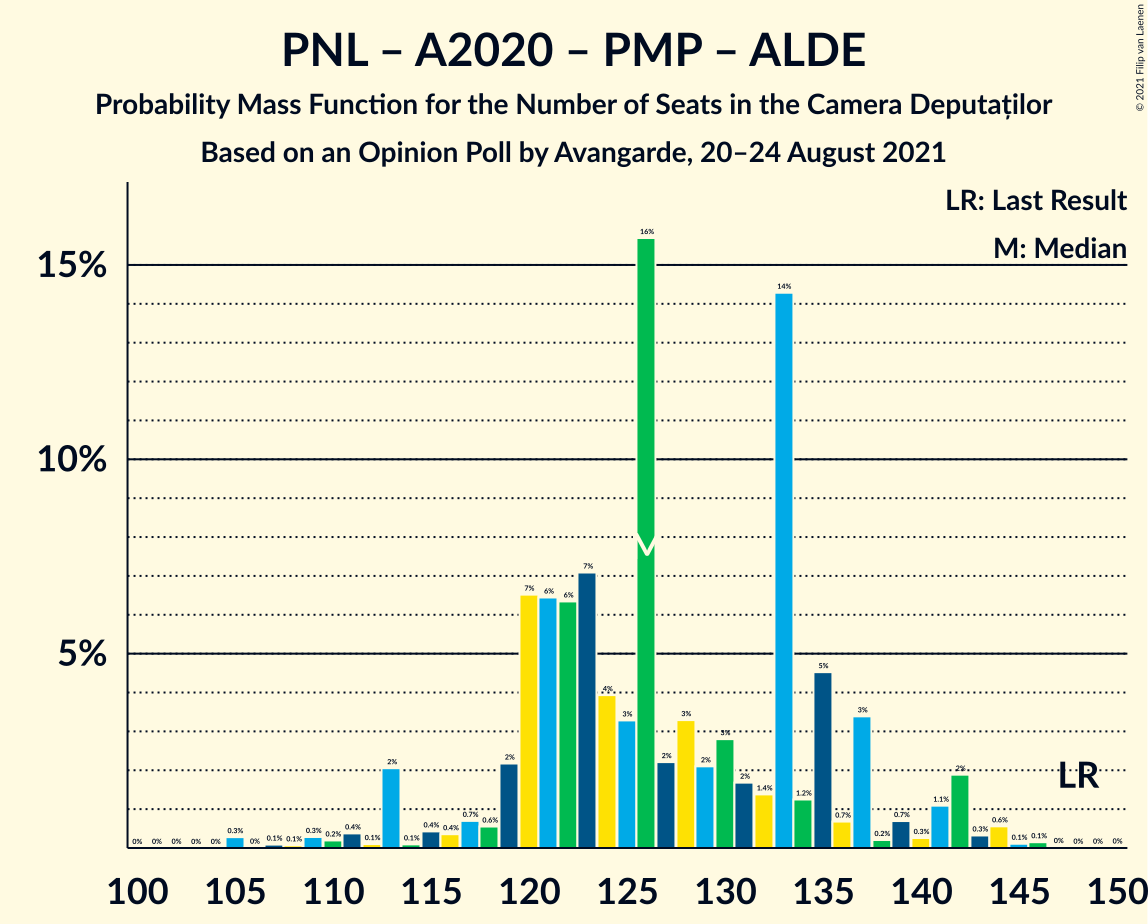 PNL – A2020 – PMP – ALDE
Probability Mass Function for the Number of Seats in the Camera Deputaților
Based on an Opinion Poll by Avangarde, 20–24 August 2021
© 2021 Filip van Laenen
LR: Last Result
M: Median
15%
10%
5%
0% 0% 0% 0% 0% 0.3% 0% 0.1% 0.1% 0.3% 0.2% 0.4% 0.1% 2% 0.1% 0.4% 0.4% 0.7% 0.6% 2% 7% 6% 6% 7% 4% 3% 16% 2% 3% 2% 3% 2% 1.4% 14% 1.2% 5% 0.7% 3% 0.2% 0.7% 0.3% 1.1% 2% 0.3% 0.6% 0.1% 0.1% 0% 0% 0% 0%
LR
100 105 110 115 120 125 130 135 140 145 150